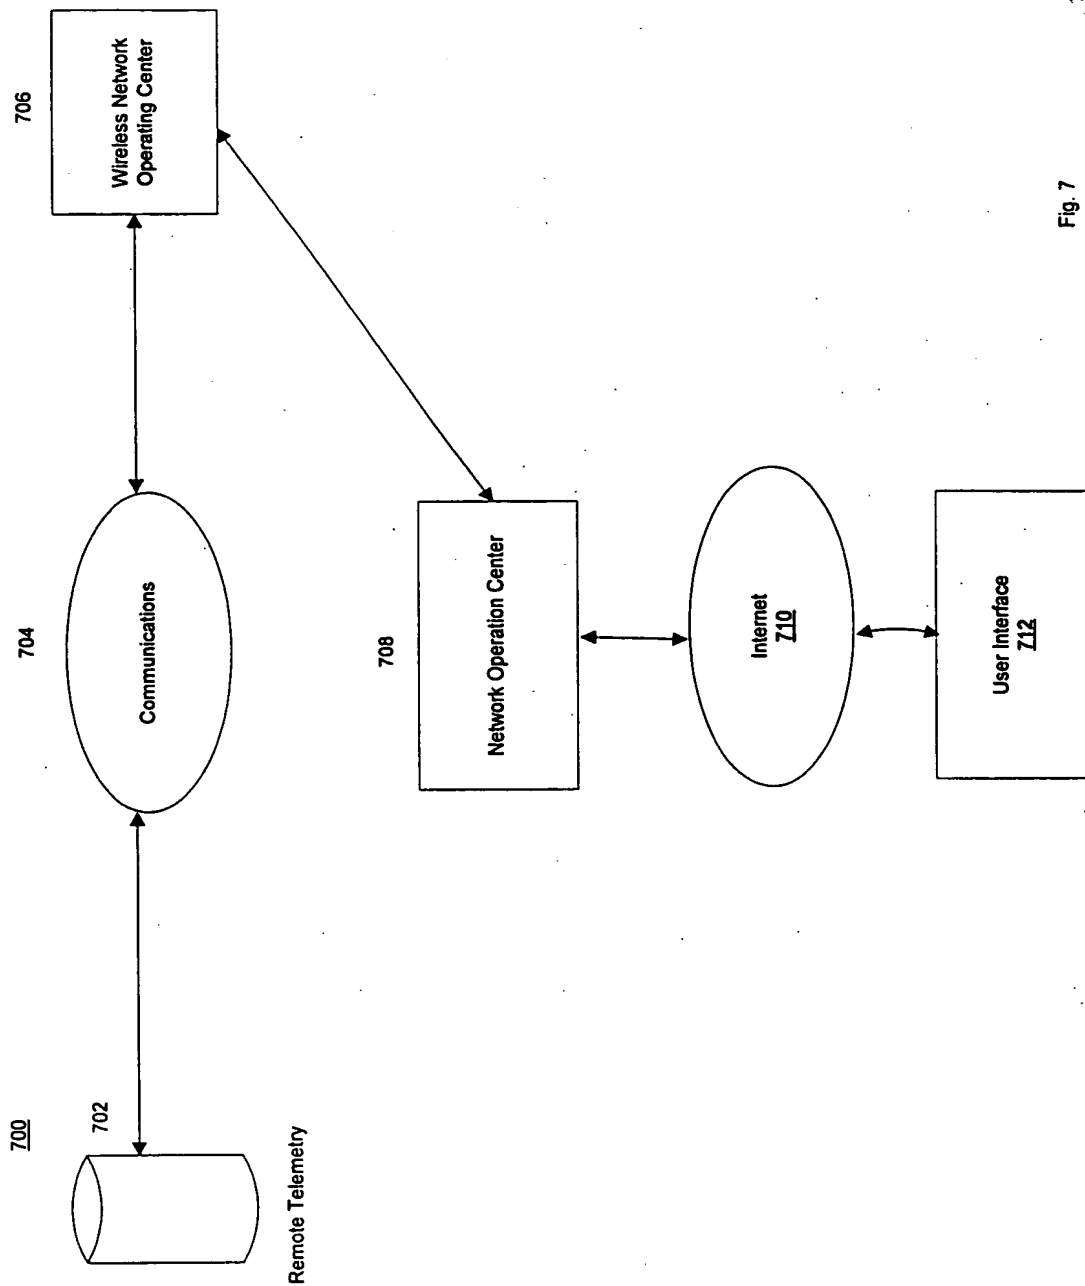 700
702
Remote Telemetry
704
Communications
706
Wireless Network
Operating Center
708
Network Operation Center
Internet
710
User Interface
712
Fig. 7